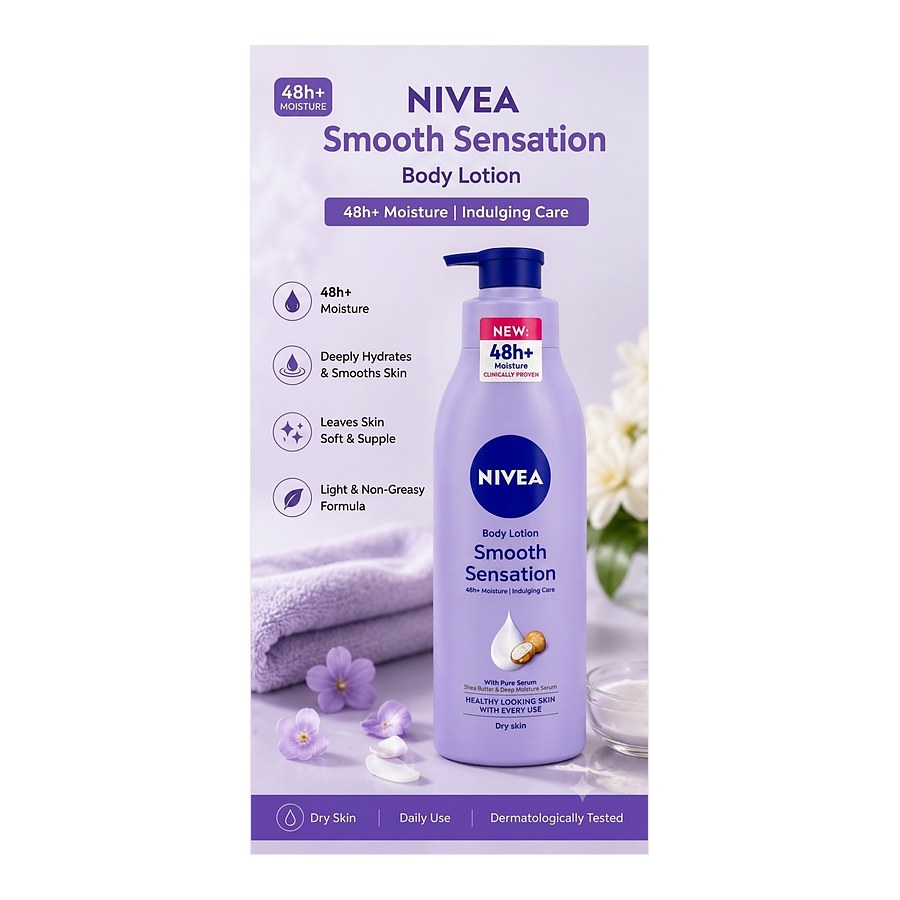 48h+
MOISTURE
NIVEA
Smooth Sensation
Body Lotion
48h+ Moisture | Indulging Care
48h+
Moisture
Deeply Hydrates
& Smooths Skin
Leaves Skin
Soft & Supple
Light & Non-Greasy
Formula
NEW:
48h+
Moisture
CLINICALLY PROVEN
NIVEA
Body Lotion
Smooth
Sensation
48h+ Moisture | Indulging Care
With Pure Serum
Shea Butter & Deep Moisture Serum
HEALTHY LOOKING SKIN
WITH EVERY USE
Dry skin
Dry Skin | Daily Use | Dermatologically Tested